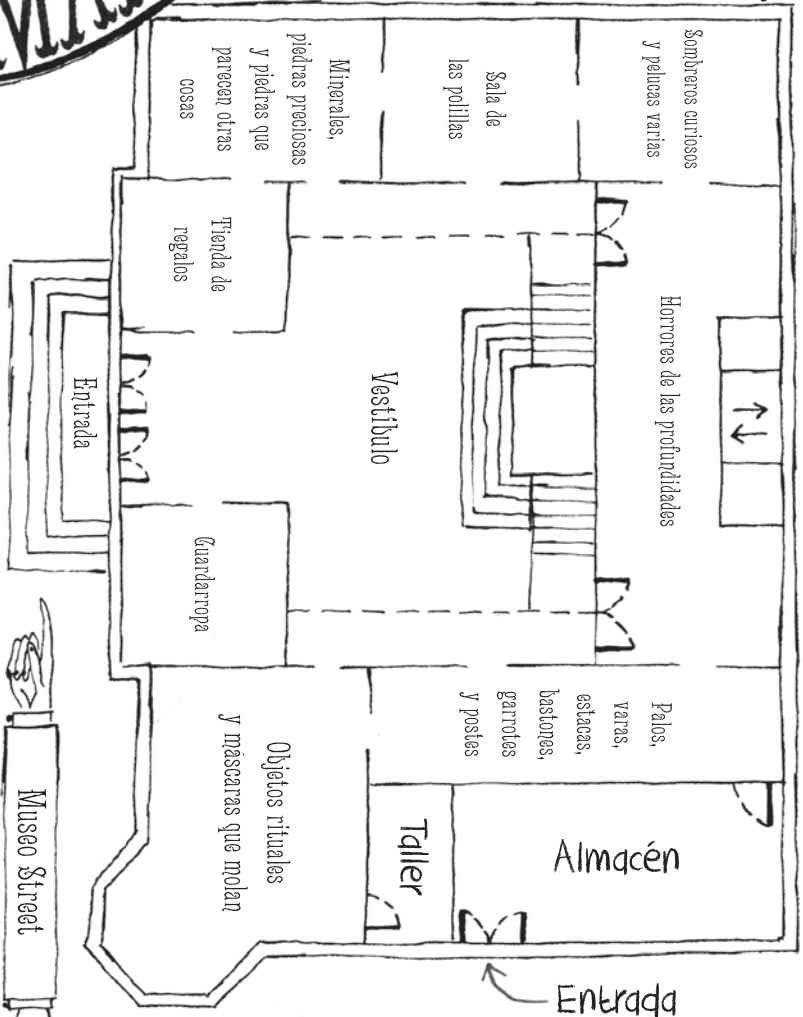 Sombreros curiosos
y pelucas varias
Sala de
las polillas
Minerales,
piedras preciosas
y piedras que
parecen otras
cosas
Tienda de
regalos
Horrores de las profundidades
Vestíbulo
Entrada
Guardarropa
Palos,
varas,
estacas,
bastones,
garrotes
y postes
Objetos rituales
y máscaras que molan
Taller
Almacén
Entrada
Museo Street